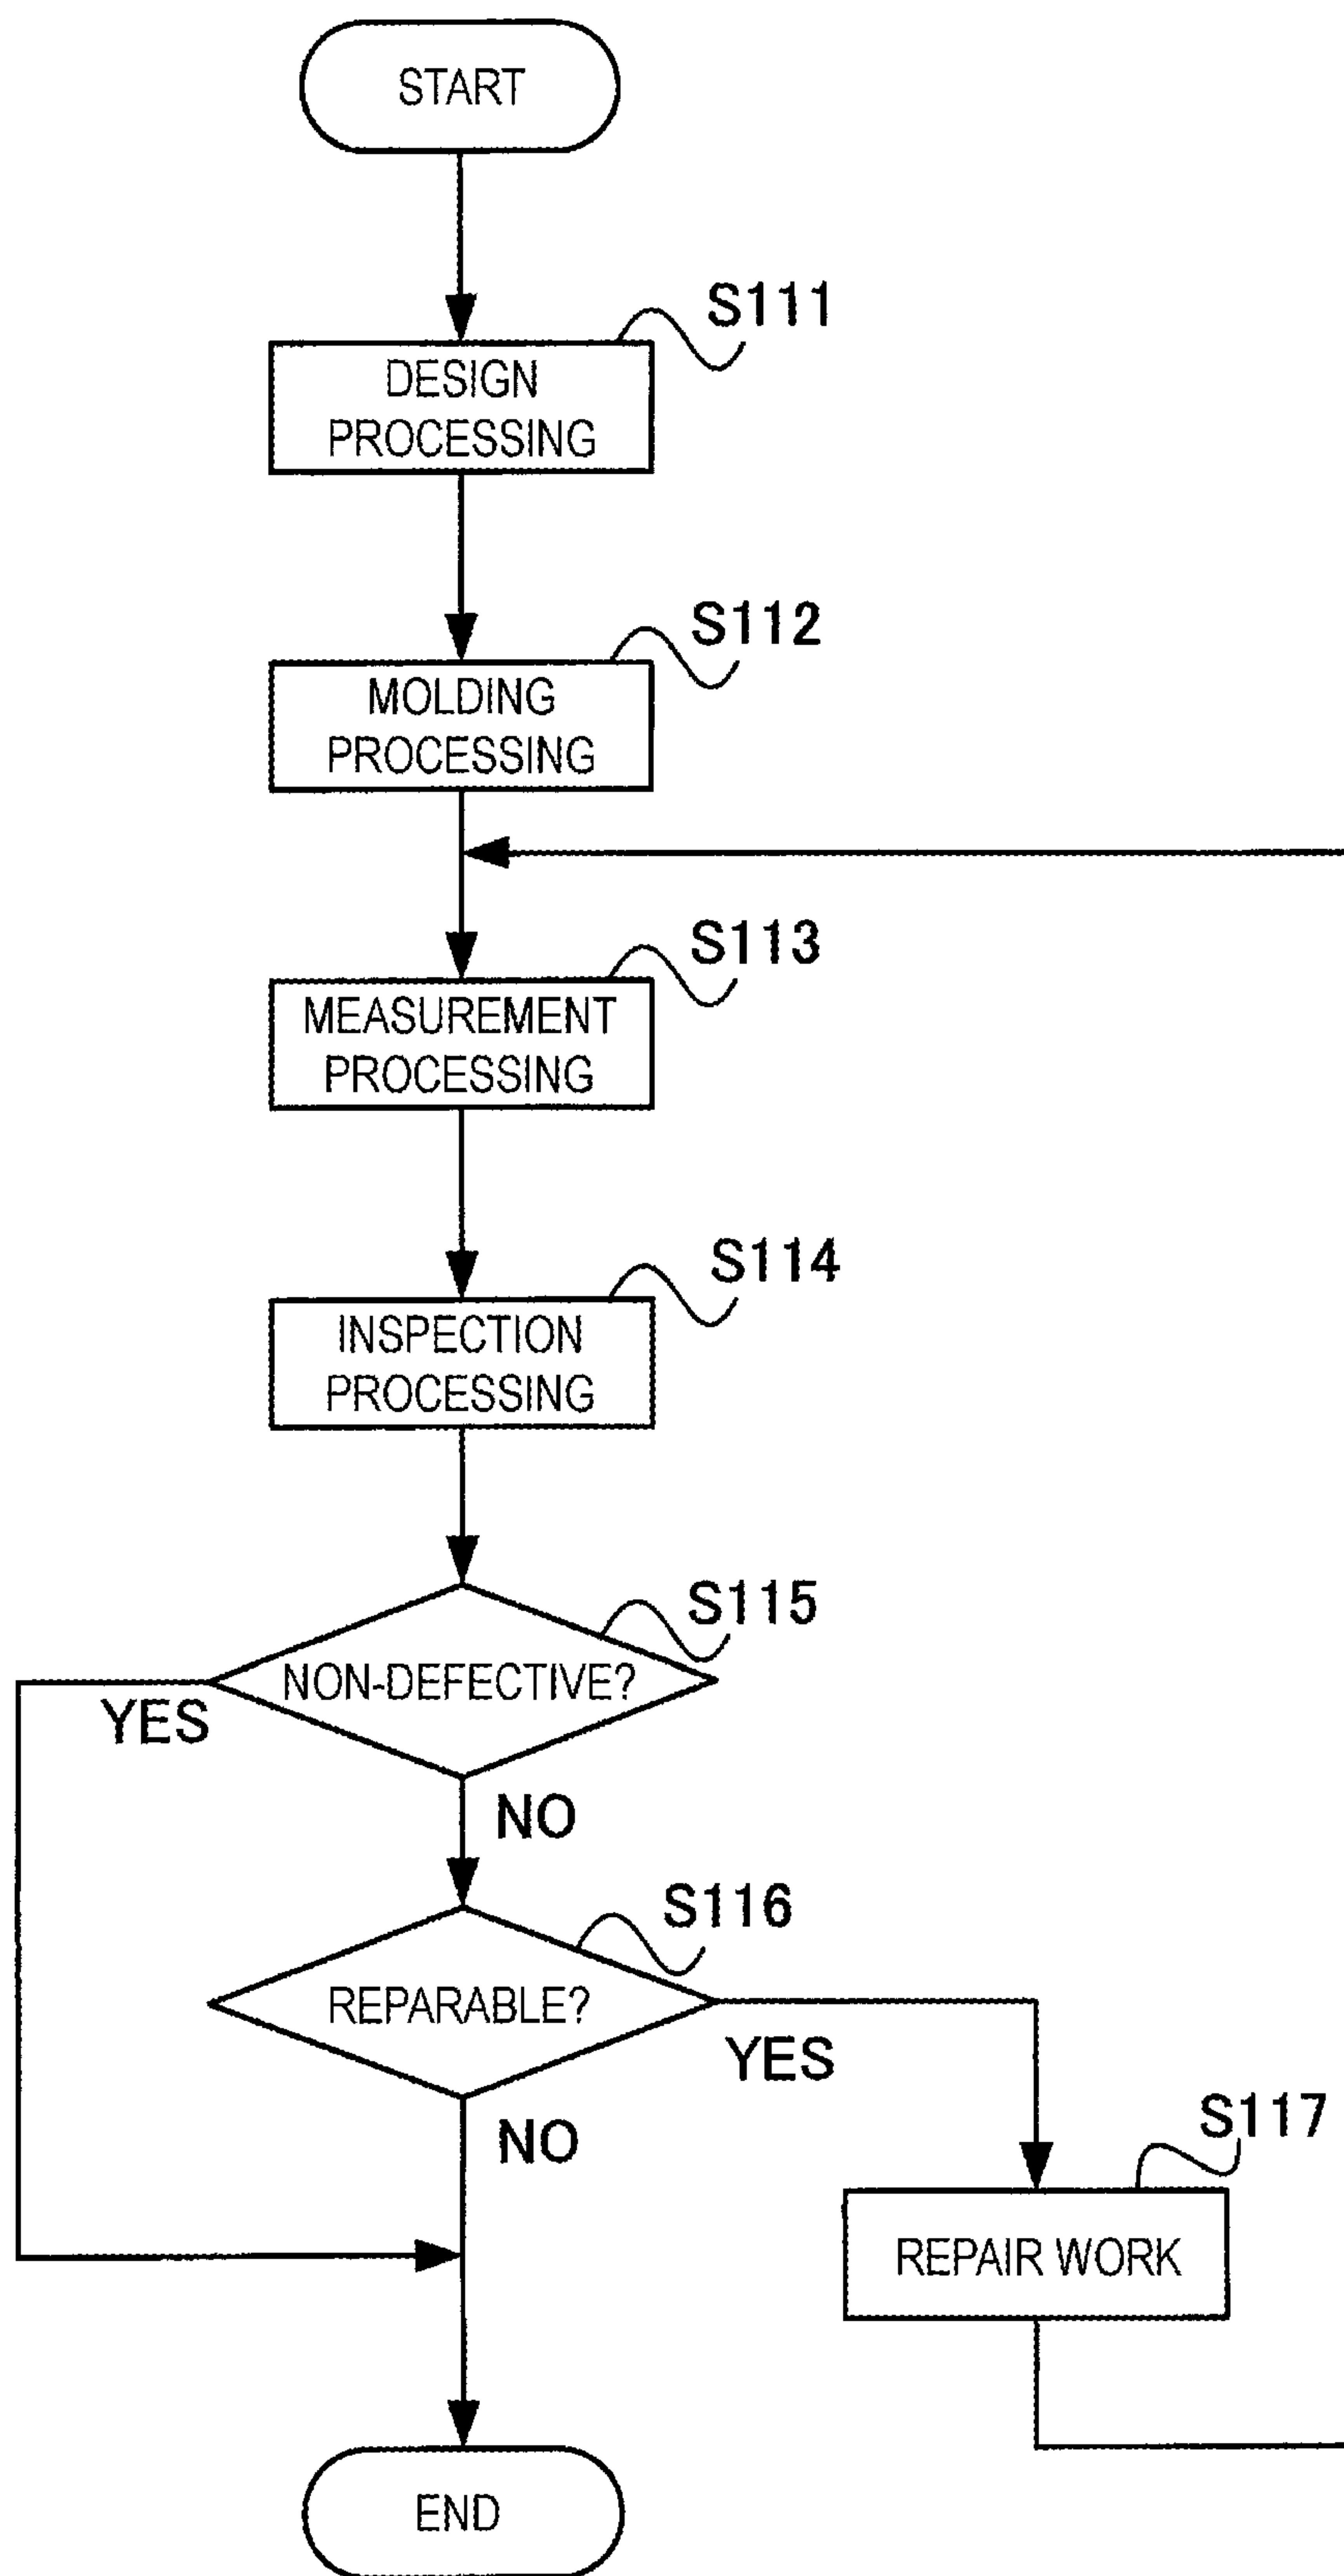 START
S111
DESIGN
PROCESSING
S112
MOLDING
PROCESSING
S113
MEASUREMENT
PROCESSING
S114
INSPECTION
PROCESSING
S115
NON-DEFECTIVE?
YES
NO
S116
REPARABLE?
YES
NO
S117
REPAIR WORK
END